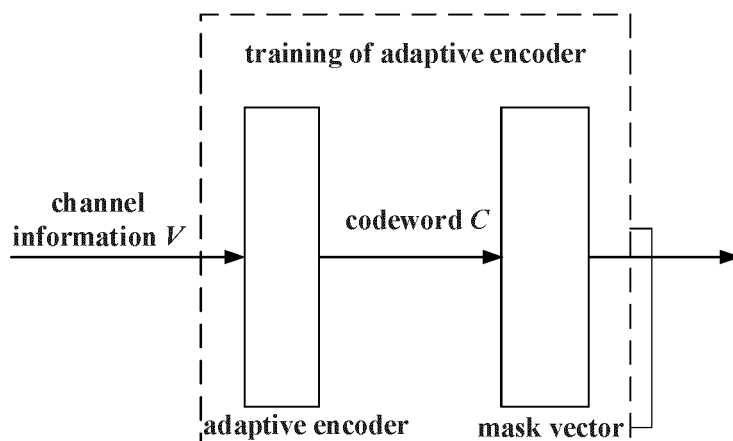 training of adaptive encoder
channel
information V
codeword C
adaptive encoder
mask vector